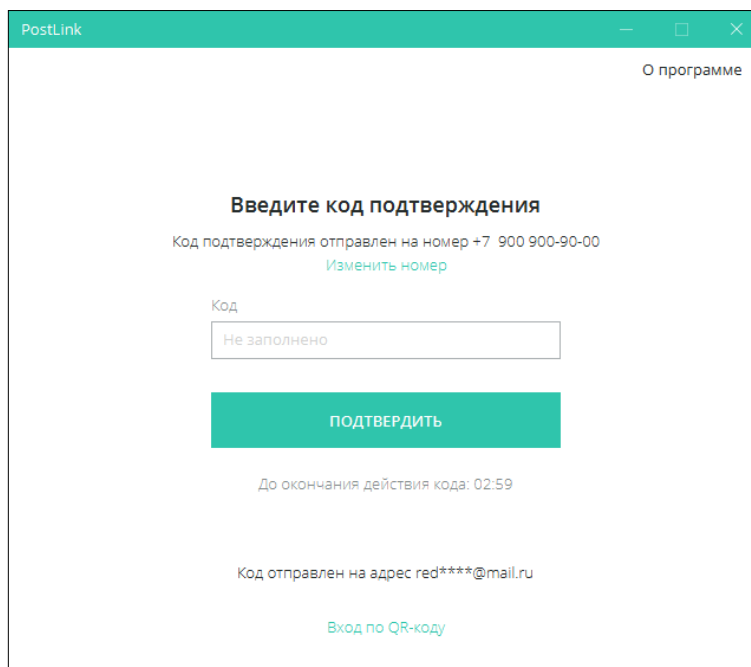 PostLink
О программе
Введите код подтверждения
Код подтверждения отправлен на номер +7 900 900-90-00
Изменить номер
Код
Не заполнено
ПОДТВЕРДИТЬ
До окончания действия кода: 02:59
Код отправлен на адрес red****@mail.ru
Вход по QR-коду